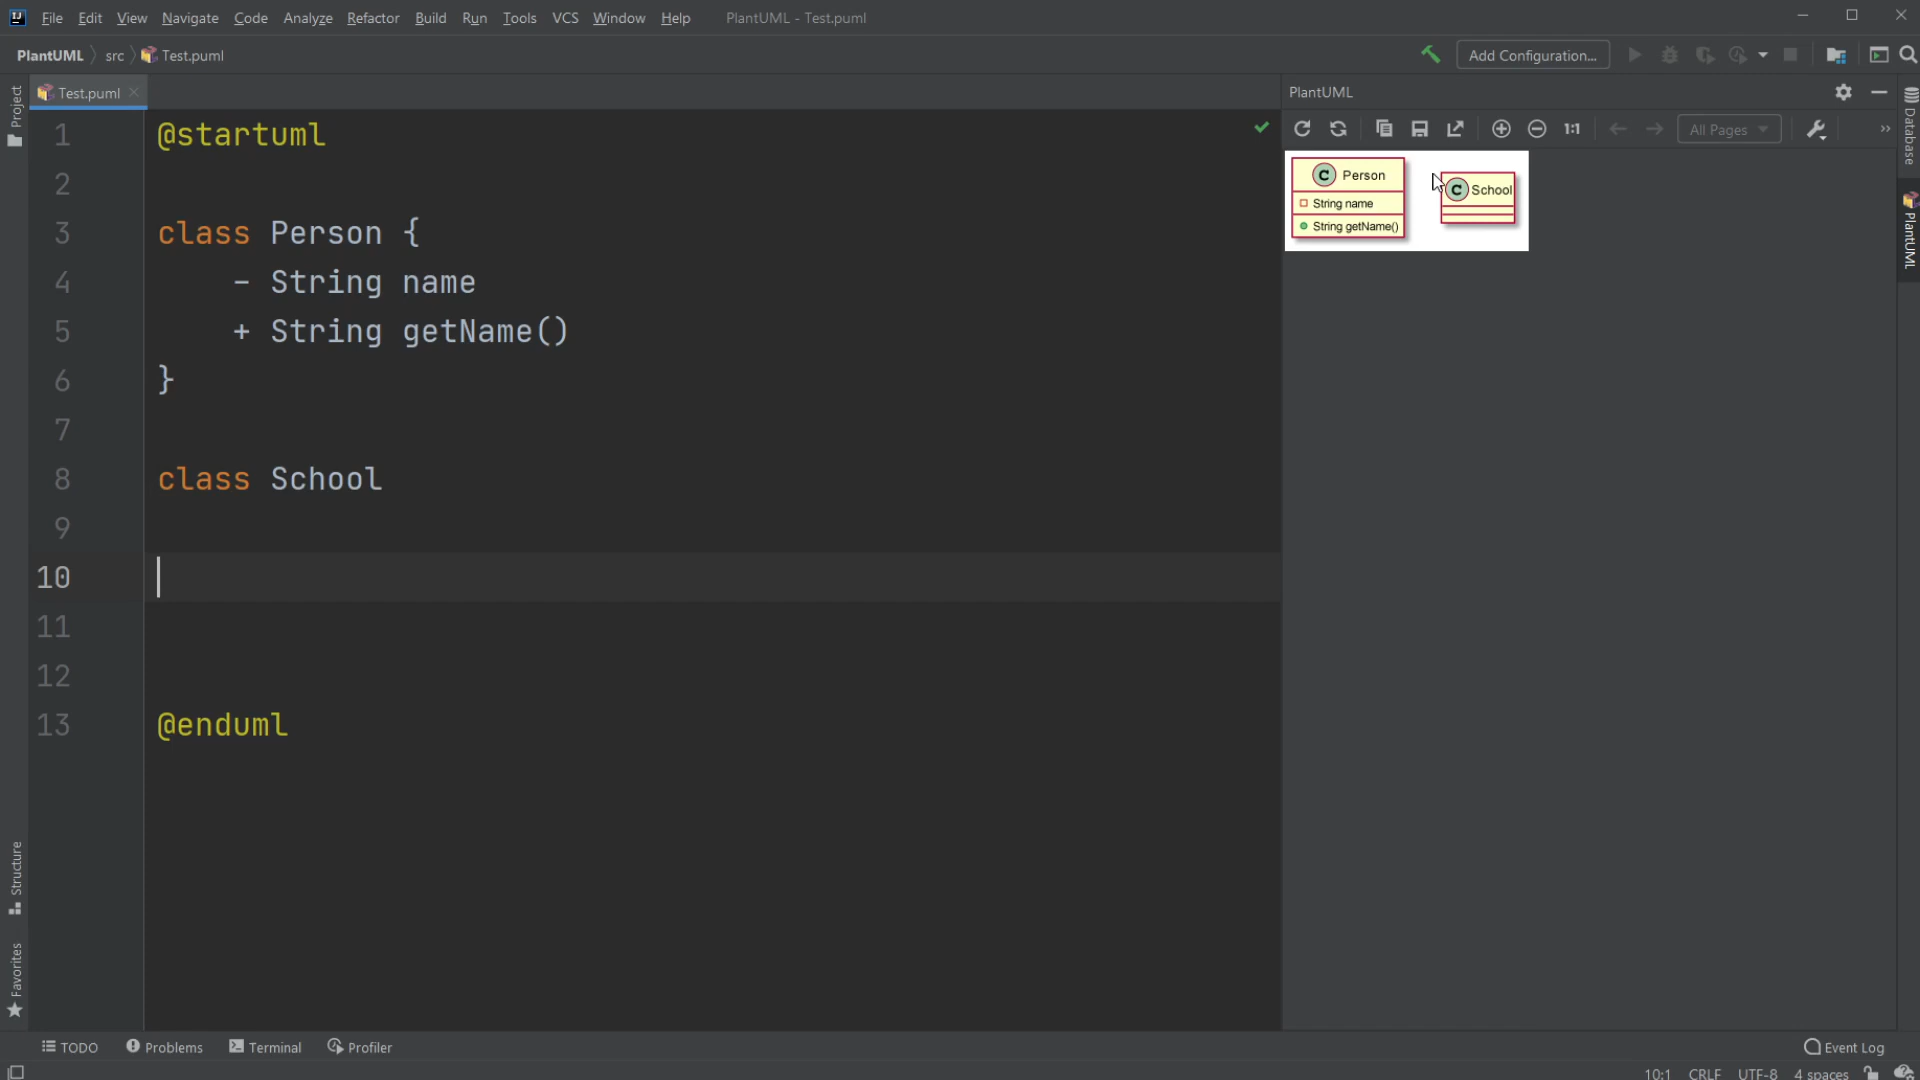 File Edit View Navigate Code Analyze Refactor Build Run Tools VCS Window Help PlantUML - Test.puml
PlantUML src Test.puml Add Configuration...
Test.puml PlantUML
1:1 All Pages
Project
Structure
Favorites
1 @startuml
2
3 class Person {
4 - String name
5 + String getName()
6 }
7
8 class School
9
10
11
12
13 @enduml
C Person
String name
String getName()
C School
Database
PlantUML
TODO Problems Terminal Profiler Event Log
10:1 CRLF UTF-8 4 spaces